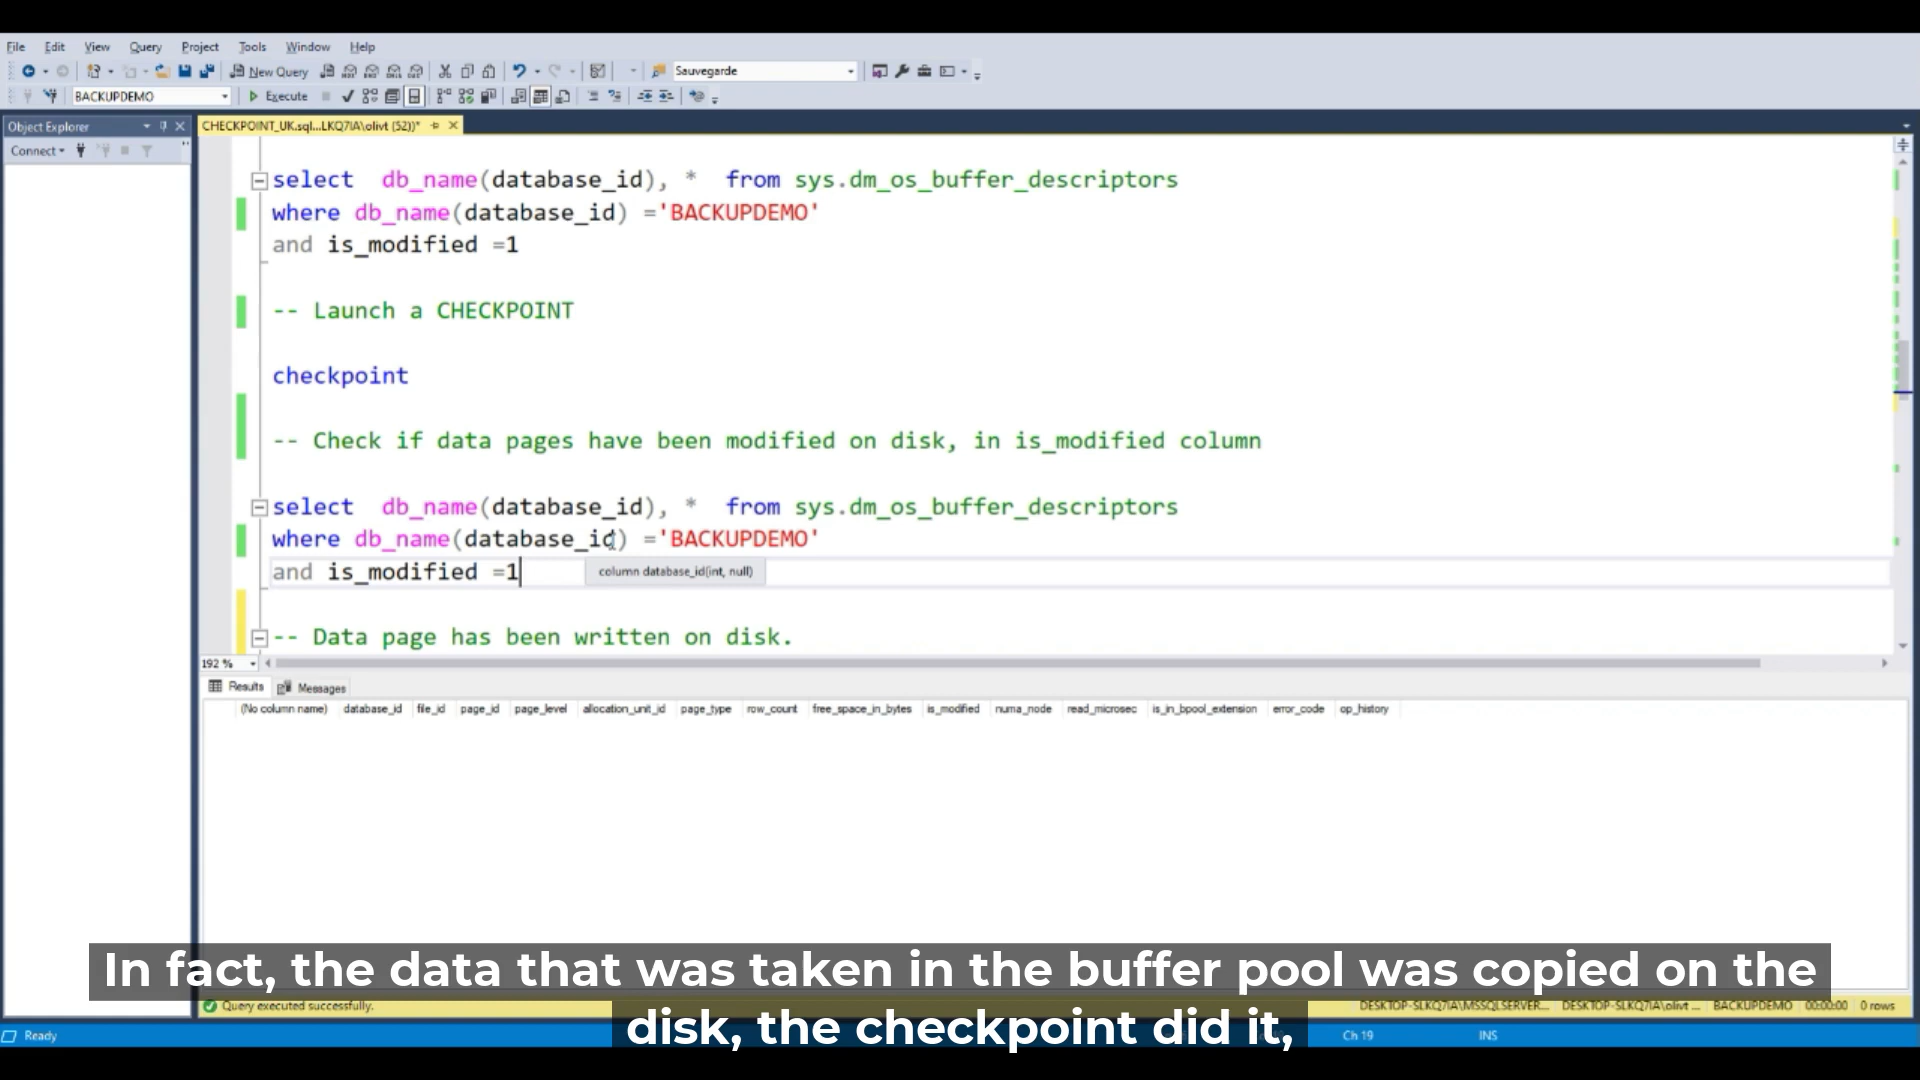 File Edit View Query Project Tools Window Help
New Query Sauvegarde
BACKUPDEMO Execute
Object Explorer CHECKPOINT_UK.sql...LKQ7IA\olivt (52))*
Connect
select db_name(database_id), * from sys.dm_os_buffer_descriptors
where db_name(database_id) ='BACKUPDEMO'
and is_modified =1
-- Launch a CHECKPOINT
checkpoint
-- Check if data pages have been modified on disk, in is_modified column
select db_name(database_id), * from sys.dm_os_buffer_descriptors
where db_name(database_id) ='BACKUPDEMO'
and is_modified =1
column database_id(int, null)
-- Data page has been written on disk.
192 %
Results Messages
(No column name) database_id file_id page_id page_level allocation_unit_id page_type row_count free_space_in_bytes is_modified numa_node read_microsec is_in_bpool_extension error_code op_history
In fact, the data that was taken in the buffer pool was copied on the
disk, the checkpoint did it,
Query executed successfully. DESKTOP-SLKQ7IA\MSSQLSERVER... DESKTOP-SLKQ7IA\olivt ... BACKUPDEMO 00:00:00 0 rows
Ready Ch 19 INS